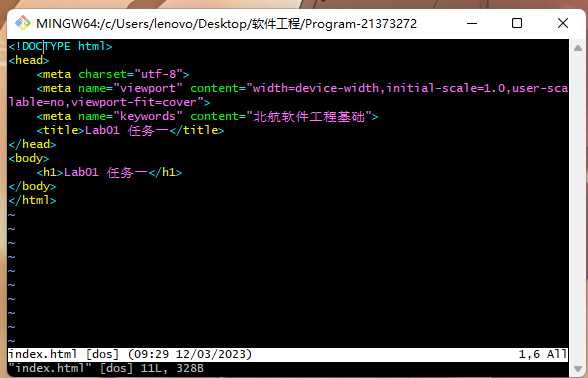 MINGW64:/c/Users/lenovo/Desktop/软件工程/Program-21373272
<!DOCTYPE html>
<head>
    <meta charset="utf-8">
    <meta name="viewport" content="width=device-width,initial-scale=1.0,user-sca
lable=no,viewport-fit=cover">
    <meta name="keywords" content="北航软件工程基础">
    <title>Lab01 任务一</title>
</head>
<body>
    <h1>Lab01 任务一</h1>
</body>
</html>
~
~
~
~
~
~
~
~
~
~
index.html [dos] (09:29 12/03/2023) 1,6 All
"index.html" [dos] 11L, 328B